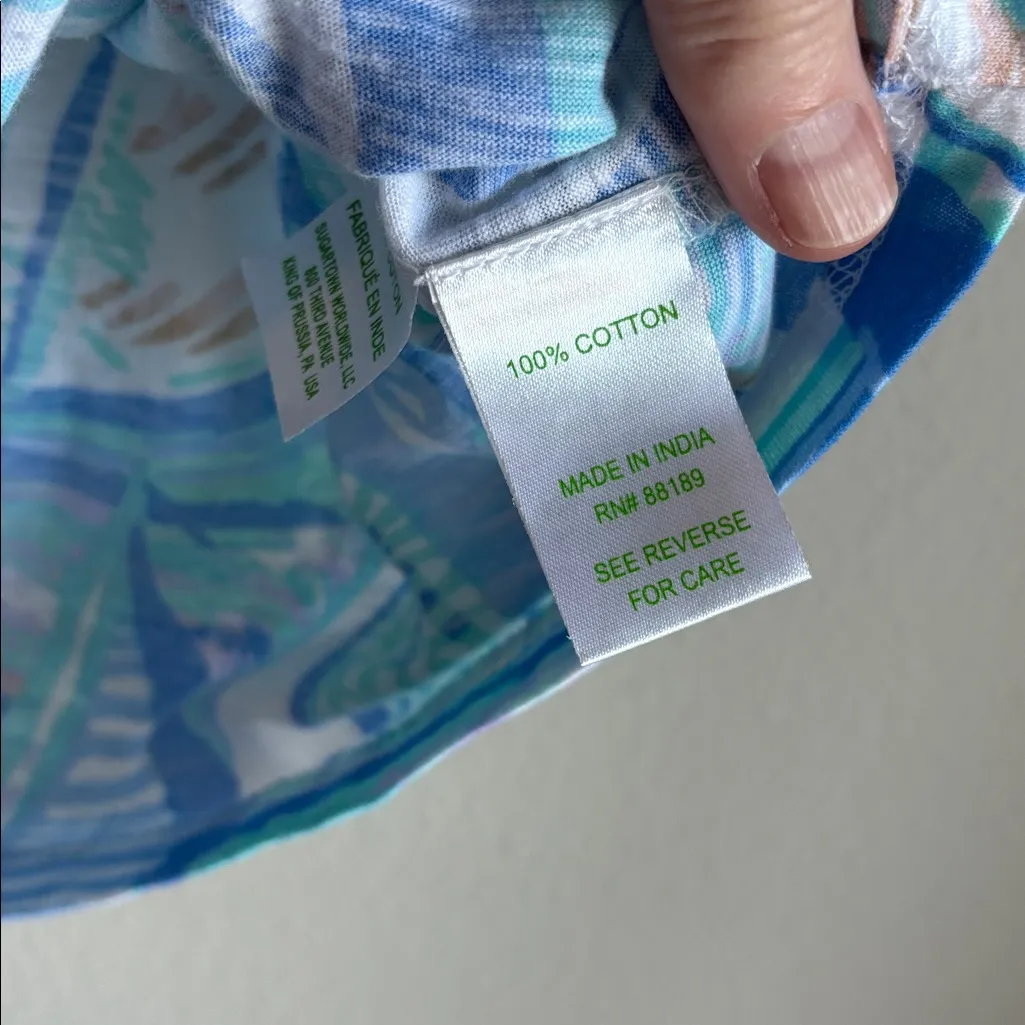 100% COTTON
MADE IN INDIA
RN# 88189
SEE REVERSE
FOR CARE
FABRIQUÉ EN INDE
SUGARTOWN WORLDWIDE, LLC
800 THIRD AVENUE
KING OF PRUSSIA, PA USA